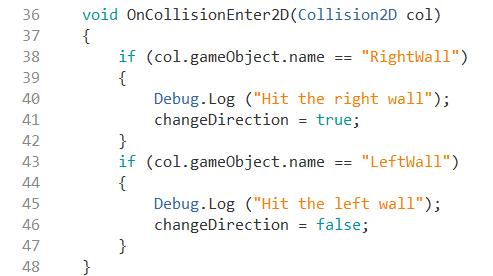 36 void OnCollisionEnter2D(Collision2D col)
37 {
38 if (col.gameObject.name == "RightWall")
39 {
40 Debug.Log ("Hit the right wall");
41 changeDirection = true;
42 }
43 if (col.gameObject.name == "LeftWall")
44 {
45 Debug.Log ("Hit the left wall");
46 changeDirection = false;
47 }
48 }